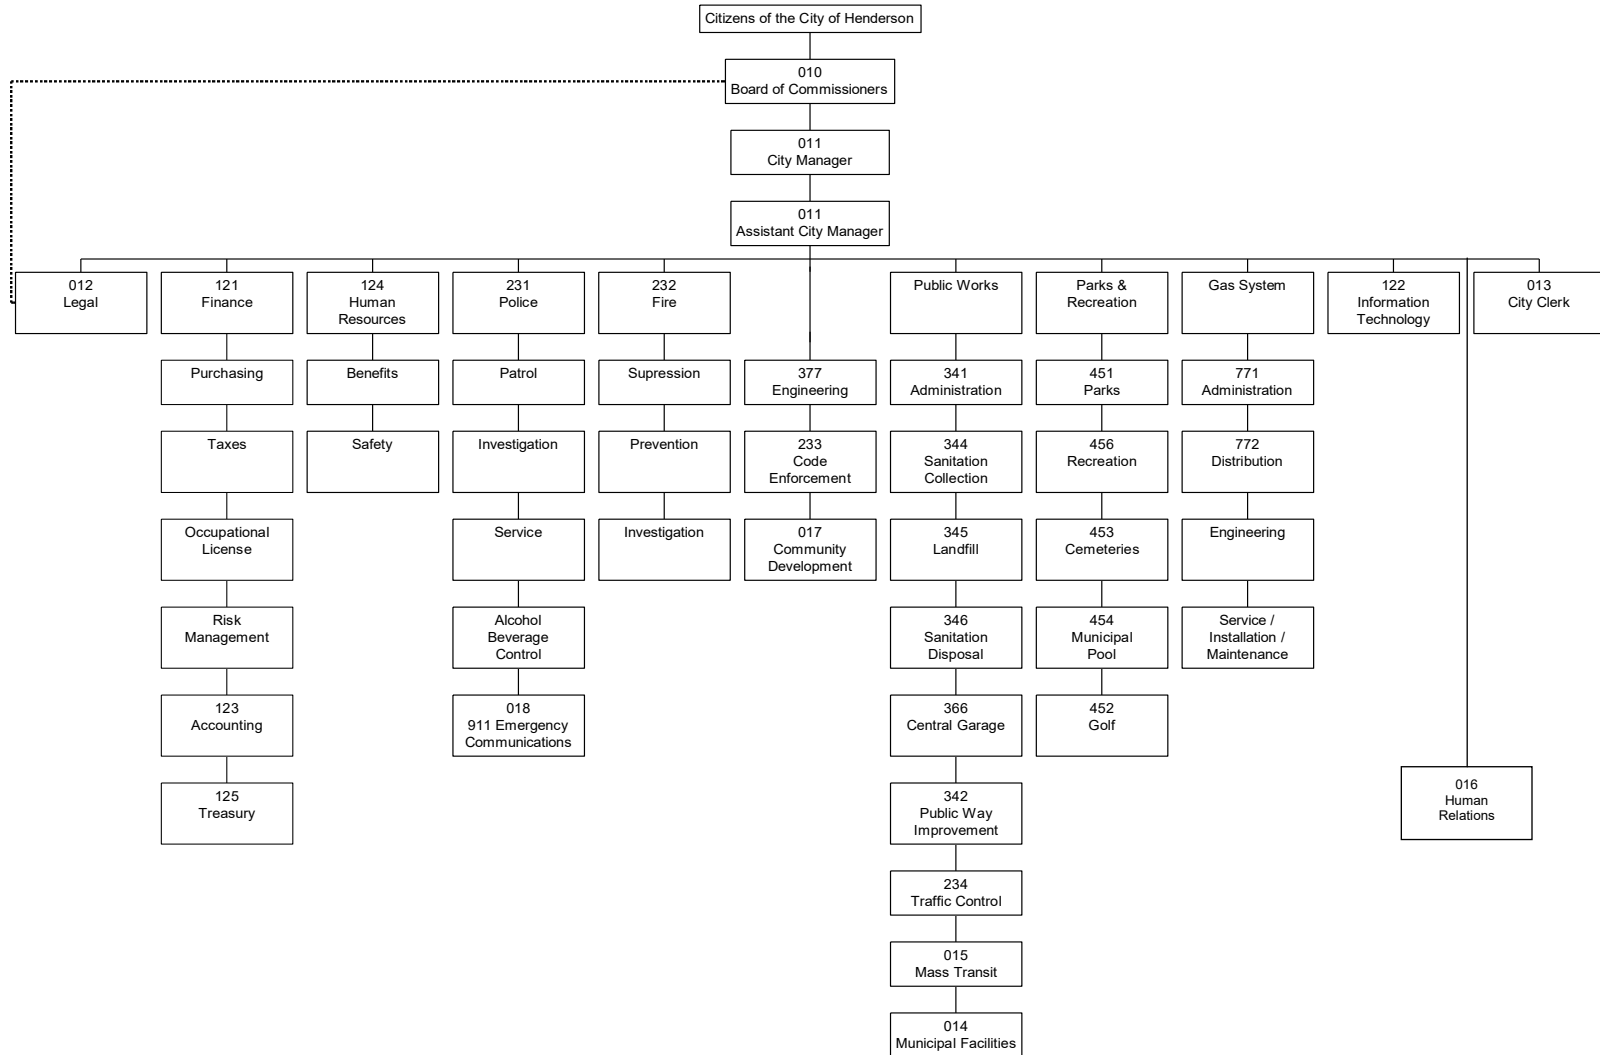 Citizens of the City of Henderson
010
Board of Commissioners
011
City Manager
011
Assistant City Manager
012
Legal
121
Finance
124
Human
Resources
231
Police
232
Fire
Public Works
Parks &
Recreation
Gas System
122
Information
Technology
013
City Clerk
Purchasing
Benefits
Patrol
Supression
377
Engineering
341
Administration
451
Parks
771
Administration
Taxes
Safety
Investigation
Prevention
233
Code
Enforcement
344
Sanitation
Collection
456
Recreation
772
Distribution
Occupational
License
Service
Investigation
017
Community
Development
345
Landfill
453
Cemeteries
Engineering
Risk
Management
Alcohol
Beverage
Control
346
Sanitation
Disposal
454
Municipal
Pool
Service /
Installation /
Maintenance
123
Accounting
018
911 Emergency
Communications
366
Central Garage
452
Golf
016
Human
Relations
125
Treasury
342
Public Way
Improvement
234
Traffic Control
015
Mass Transit
014
Municipal Facilities